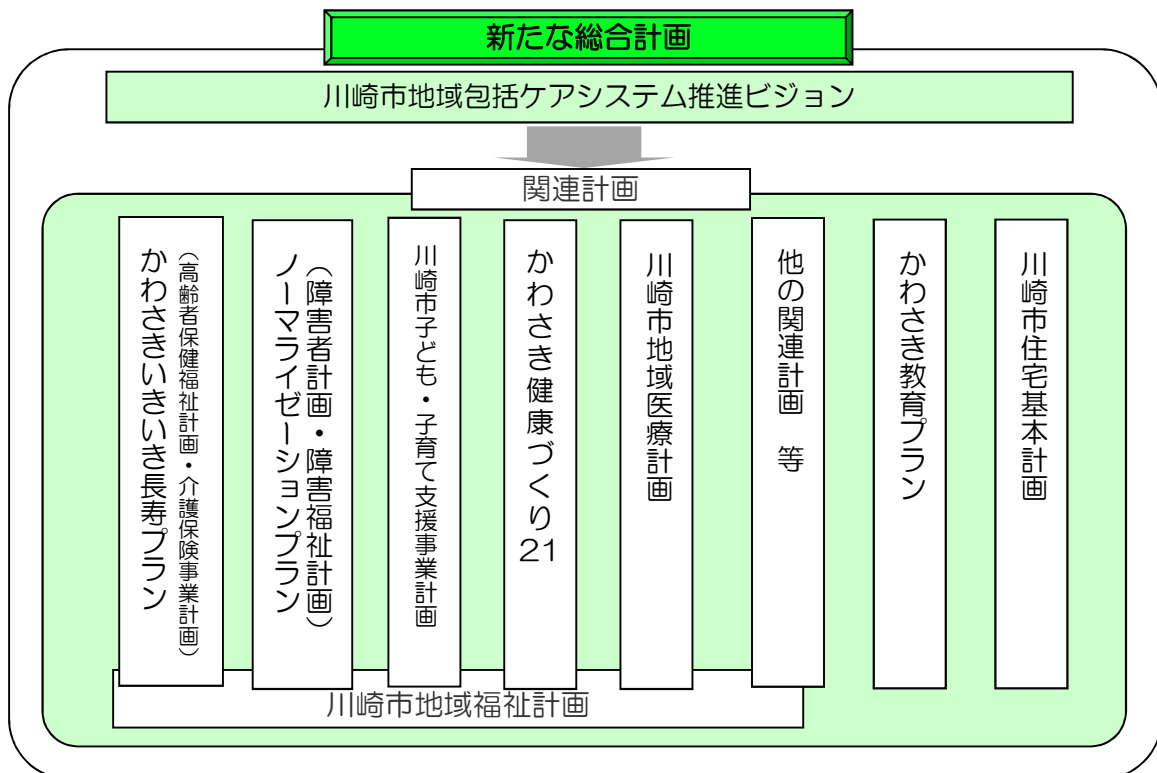 新たな総合計画
川崎市地域包括ケアシステム推進ビジョン
関連計画
かわさきいきいき長寿プラン
（高齢者保健福祉計画・介護保険事業計画）
ノーマライゼーションプラン
（障害者計画・障害福祉計画）
川崎市子ども・子育て支援事業計画
かわさき健康づくり21
川崎市地域医療計画
他の関連計画　等
かわさき教育プラン
川崎市住宅基本計画
川崎市地域福祉計画